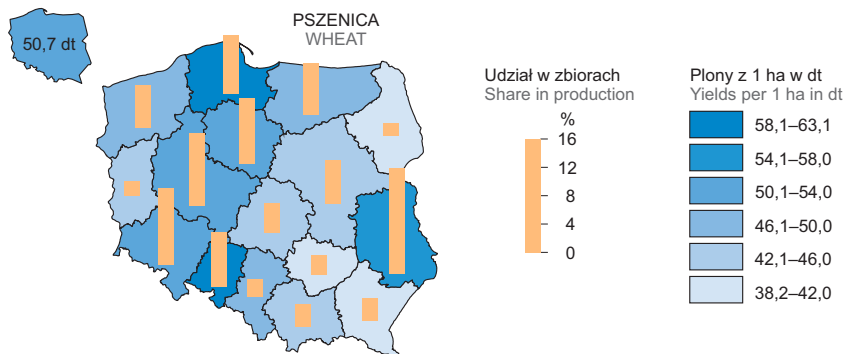 50,7 dt
PSZENICA
WHEAT
Udział w zbiorach
Share in production
%
16
12
8
4
0
Plony z 1 ha w dt
Yields per 1 ha in dt
58,1–63,1
54,1–58,0
50,1–54,0
46,1–50,0
42,1–46,0
38,2–42,0